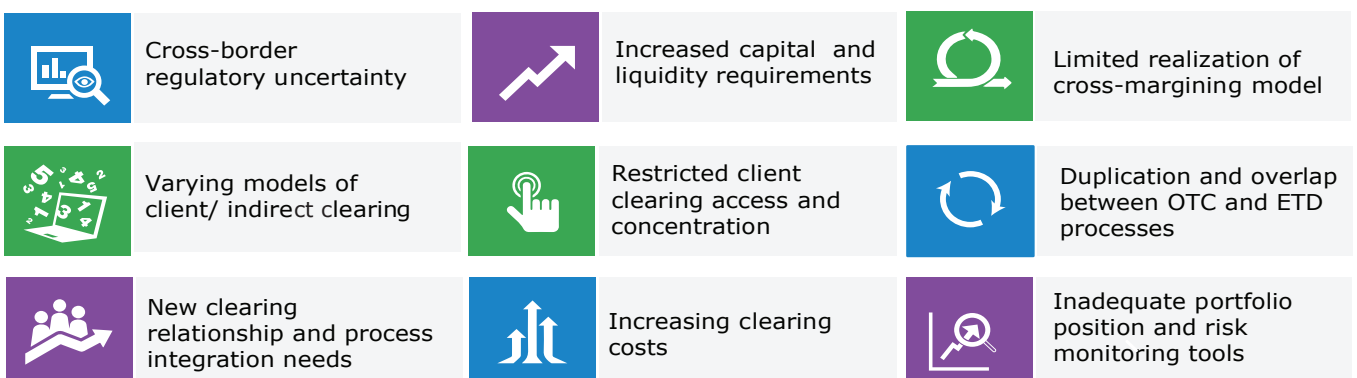 Cross-border
regulatory uncertainty
Increased capital and
liquidity requirements
Limited realization of
cross-margining model
Varying models of
client/ indirect clearing
Restricted client
clearing access and
concentration
Duplication and overlap
between OTC and ETD
processes
New clearing
relationship and process
integration needs
Increasing clearing
costs
Inadequate portfolio
position and risk
monitoring tools